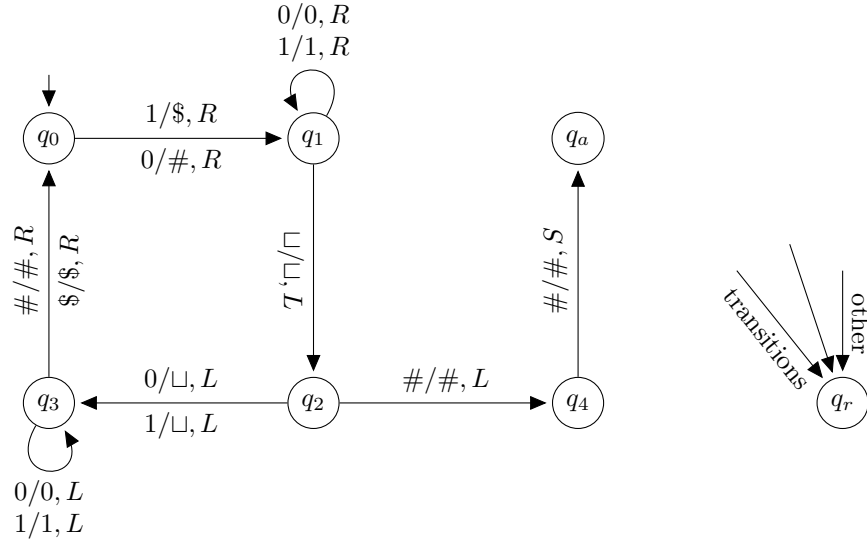 0/0, R
1/1, R
q₀
1/$, R
0/#, R
q₁
qₐ
#/#, R
$/$, R
⊔/⊔, L
#/#, S
transitions
other
q₃
0/⊔, L
1/⊔, L
q₂
#/#, L
q₄
qᵣ
0/0, L
1/1, L